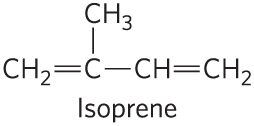 CH₃
CH₂=C—CH=CH₂
Isoprene